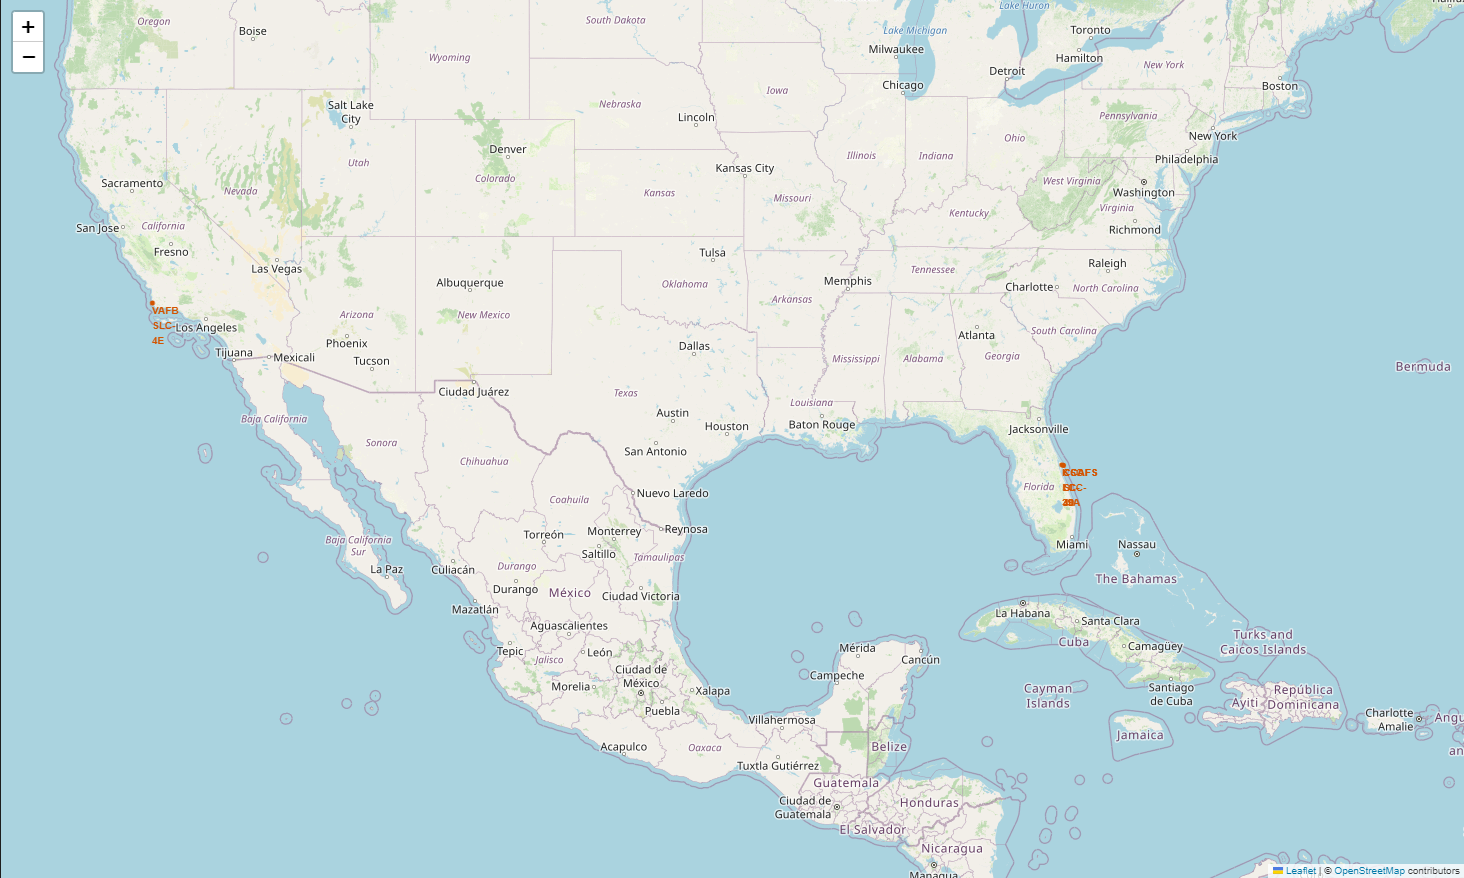 +
−
Oregon
Boise
South Dakota
Lake Huron
Lake Michigan
Toronto
Milwaukee
Hamilton
Wyoming
Detroit
New York
Chicago
Boston
Iowa
Salt Lake
City
Nebraska
Lincoln
Pennsylvania
New York
Ohio
Denver
Utah
Illinois
Indiana
Philadelphia
Kansas City
Colorado
Sacramento
Nevada
Kansas
Missouri
West Virginia
Washington
Virginia
Kentucky
San Jose
California
Richmond
Fresno
Tulsa
Las Vegas
Raleigh
Tennessee
Albuquerque
Oklahoma
Memphis
Charlotte
North Carolina
Arkansas
VAFB
SLC-
4E
Los Angeles
Arizona
New Mexico
South Carolina
Atlanta
Phoenix
Dallas
Tijuana
Mexicali
Tucson
Mississippi
Alabama
Georgia
Bermuda
Ciudad Juárez
Texas
Louisiana
Austin
Baja California
Houston
Baton Rouge
Jacksonville
Sonora
San Antonio
Chihuahua
Florida
Nuevo Laredo
Coahuila
Reynosa
Torreón
Monterrey
Baja California
Sur
Saltillo
Tamaulipas
Miami
Nassau
La Paz
Culiacán
Durango
The Bahamas
Durango
México
Ciudad Victoria
Mazatlán
La Habana
Santa Clara
Aguascalientes
Cuba
Camagüey
Turks and
Caicos Islands
Tepic
León
Jalisco
Mérida
Cancún
Ciudad de
México
Campeche
Morelia
Xalapa
Cayman
Islands
Santiago
de Cuba
República
Dominicana
Ayiti
Puebla
Villahermosa
Charlotte
Amalie
Jamaica
Acapulco
Oaxaca
Belize
Tuxtla Gutiérrez
Guatemala
Ciudad de
Guatemala
Honduras
El Salvador
Nicaragua
Managua
Leaflet | © OpenStreetMap contributors